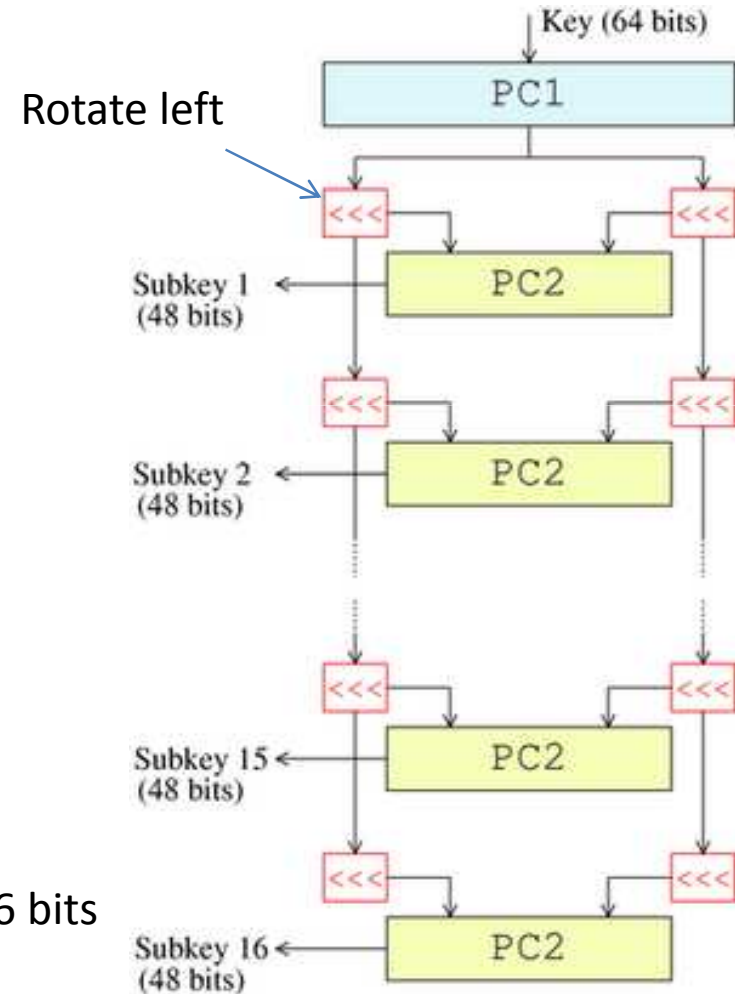 Key (64 bits)
PC1
Rotate left
<<< <<<
PC2
Subkey 1
(48 bits)
<<< <<<
PC2
Subkey 2
(48 bits)
<<< <<<
PC2
Subkey 15
(48 bits)
<<< <<<
6 bits
PC2
Subkey 16
(48 bits)